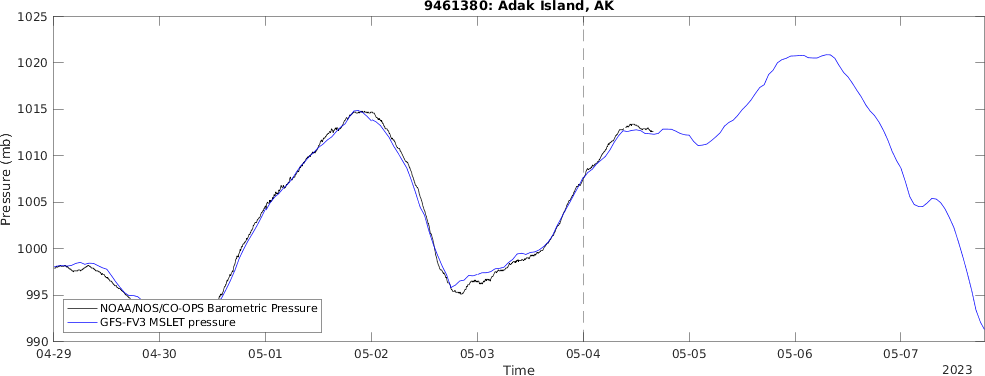 9461380: Adak Island, AK
Pressure (mb)
1025
1020
1015
1010
1005
1000
995
990
NOAA/NOS/CO-OPS Barometric Pressure
GFS-FV3 MSLET pressure
04-29 04-30 05-01 05-02 05-03 05-04 05-05 05-06 05-07
Time
2023